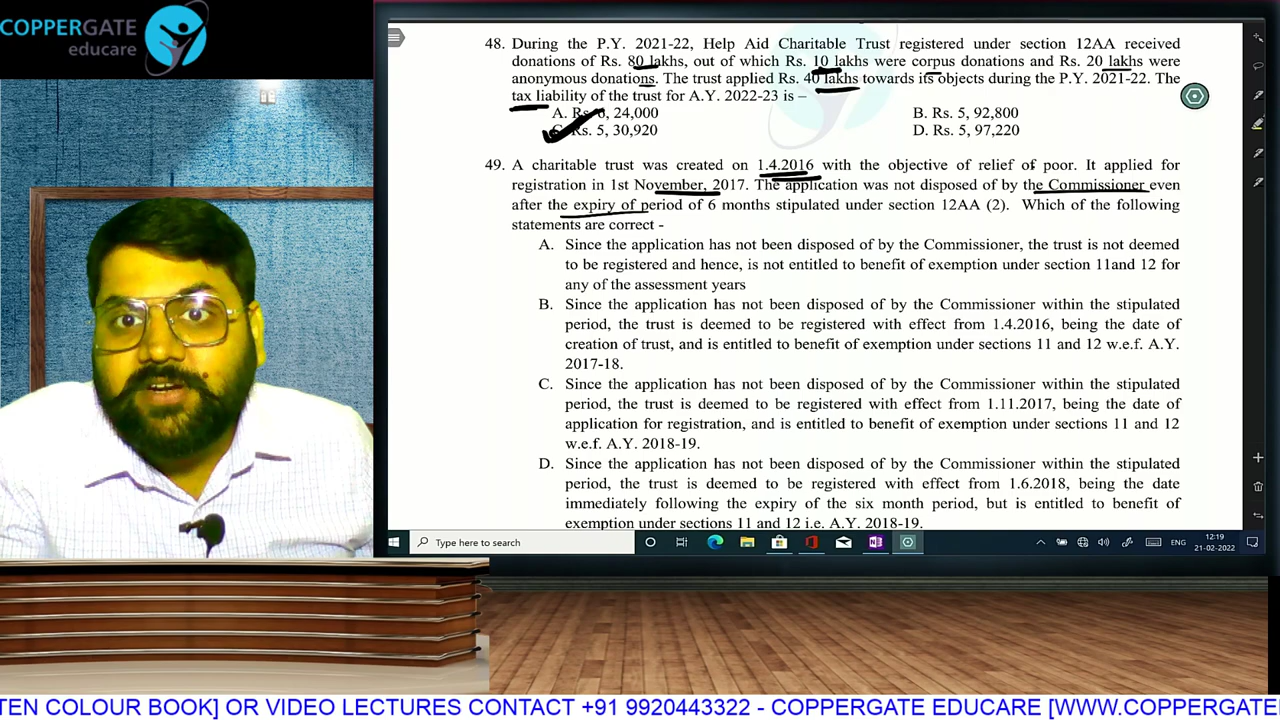 COPPERGATE
educare
48. During the P.Y. 2021-22, Help Aid Charitable Trust registered under section 12AA received
donations of Rs. 80 lakhs, out of which Rs. 10 lakhs were corpus donations and Rs. 20 lakhs were
anonymous donations. The trust applied Rs. 40 lakhs towards its objects during the P.Y. 2021-22. The
tax liability of the trust for A.Y. 2022-23 is –
A. Rs. 6, 24,000 B. Rs. 5, 92,800
C. Rs. 5, 30,920 D. Rs. 5, 97,220
49. A charitable trust was created on 1.4.2016 with the objective of relief of poor. It applied for
registration in 1st November, 2017. The application was not disposed of by the Commissioner even
after the expiry of period of 6 months stipulated under section 12AA (2). Which of the following
statements are correct -
A. Since the application has not been disposed of by the Commissioner, the trust is not deemed
to be registered and hence, is not entitled to benefit of exemption under section 11and 12 for
any of the assessment years
B. Since the application has not been disposed of by the Commissioner within the stipulated
period, the trust is deemed to be registered with effect from 1.4.2016, being the date of
creation of trust, and is entitled to benefit of exemption under sections 11 and 12 w.e.f. A.Y.
2017-18.
C. Since the application has not been disposed of by the Commissioner within the stipulated
period, the trust is deemed to be registered with effect from 1.11.2017, being the date of
application for registration, and is entitled to benefit of exemption under sections 11 and 12
w.e.f. A.Y. 2018-19.
D. Since the application has not been disposed of by the Commissioner within the stipulated
period, the trust is deemed to be registered with effect from 1.6.2018, being the date
immediately following the expiry of the six month period, but is entitled to benefit of
exemption under sections 11 and 12 i.e. A.Y. 2018-19.
Type here to search
ENG
12:19
21-02-2022
TEN COLOUR BOOK] OR VIDEO LECTURES CONTACT +91 9920443322 - COPPERGATE EDUCARE [WWW.COPPERGATE